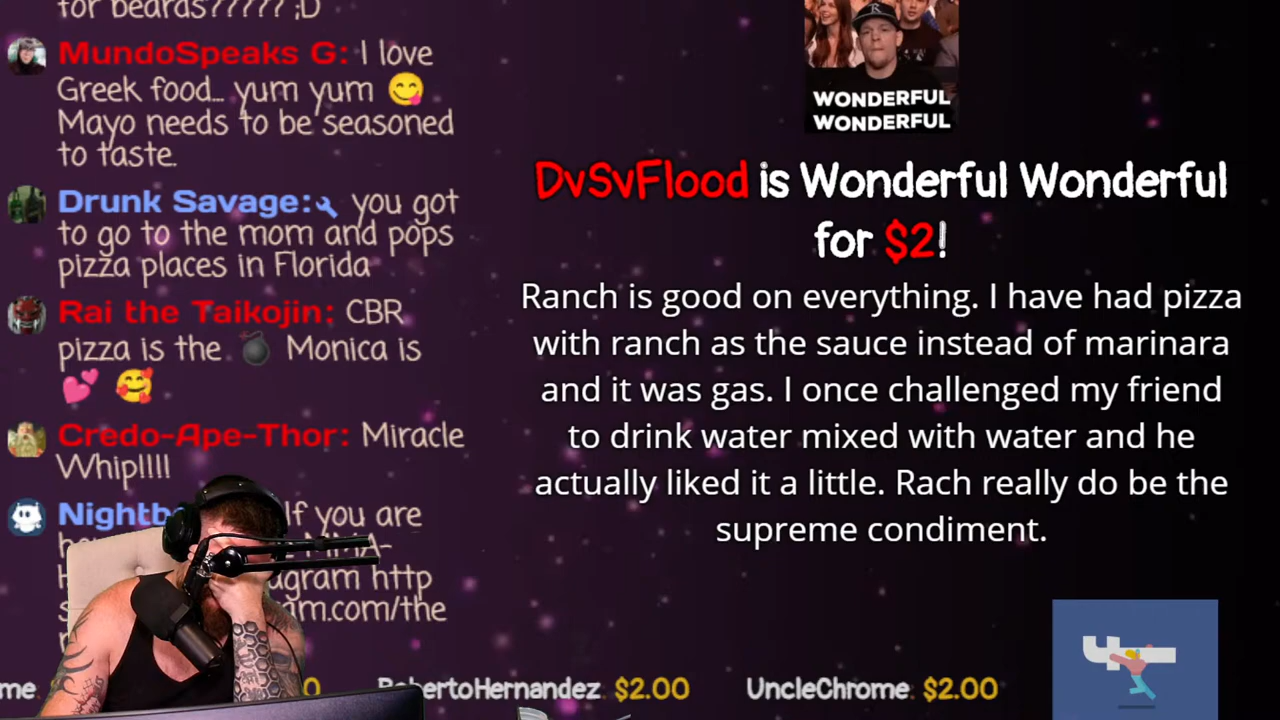 for beards????? ;D
MundoSpeaks G: I love
Greek food... yum yum 😋
Mayo needs to be seasoned
to taste.
Drunk Savage: you got
to go to the mom and pops
pizza places in Florida
Rai the Taikojin: CBR
pizza is the 💣 Monica is
💕 🥰
Credo-Ape-Thor: Miracle
Whip!!!!
If you are
http
am.com/the
WONDERFUL
WONDERFUL
DvSvFlood is Wonderful Wonderful
for $2!
Ranch is good on everything. I have had pizza
with ranch as the sauce instead of marinara
and it was gas. I once challenged my friend
to drink water mixed with water and he
actually liked it a little. Rach really do be the
supreme condiment.
me RobertoHernandez $2.00 UncleChrome $2.00